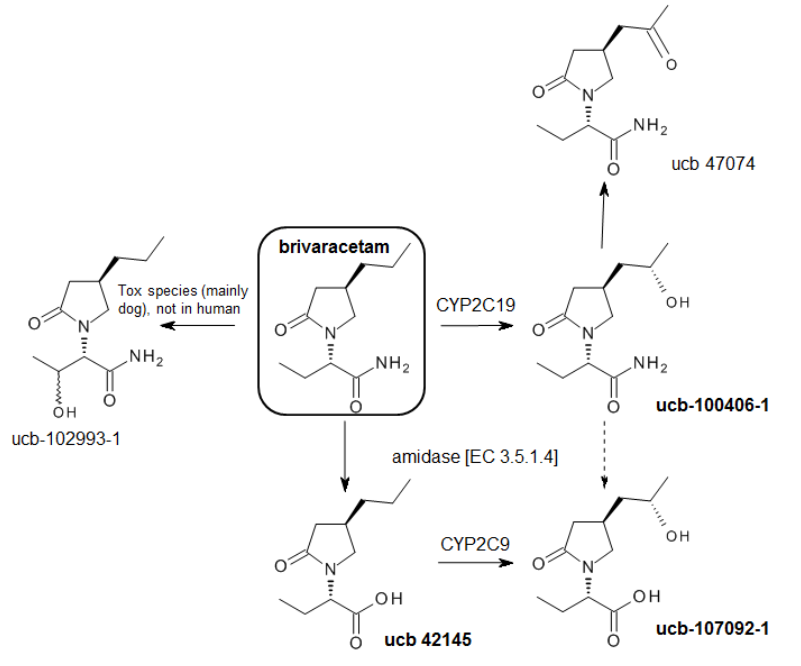 O
N
NH2
O
ucb 47074
brivaracetam
O
N
NH2
O
Tox species (mainly
dog), not in human
CYP2C19
O
N
NH2
O
ucb-102993-1
OH
O
N
OH
NH2
O
ucb-100406-1
amidase [EC 3.5.1.4]
O
N
OH
O
ucb 42145
CYP2C9
O
N
OH
OH
O
ucb-107092-1